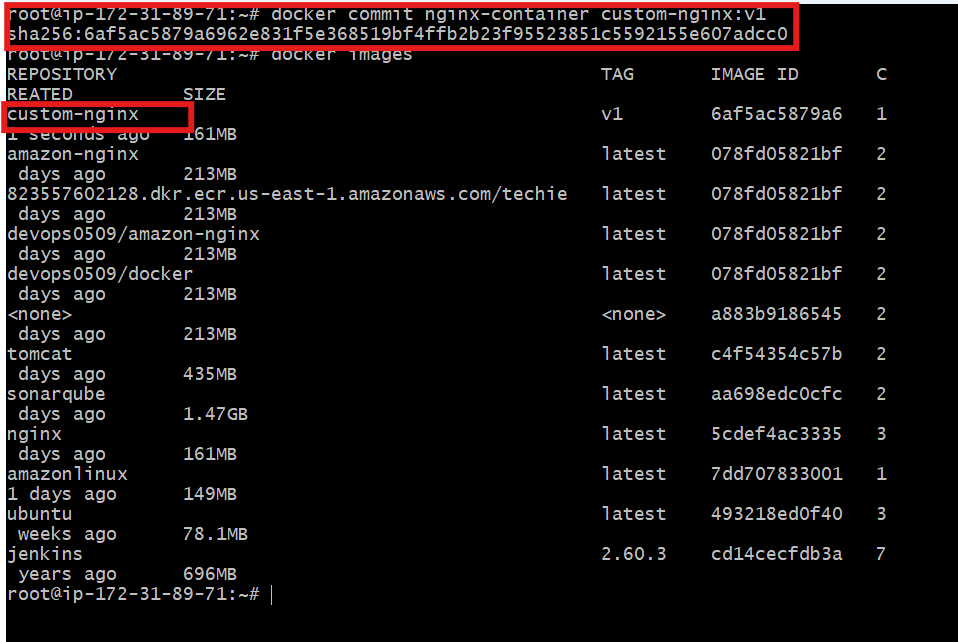 root@ip-172-31-89-71:~# docker commit nginx-container custom-nginx:v1
sha256:6af5ac5879a6962e831f5e368519bf4ffb2b23f95523851c5592155e607adcc0
root@ip-172-31-89-71:~# docker images
REPOSITORY TAG IMAGE ID C
REATED SIZE
custom-nginx v1 6af5ac5879a6 1
1 seconds ago 161MB
amazon-nginx latest 078fd05821bf 2
days ago 213MB
823557602128.dkr.ecr.us-east-1.amazonaws.com/techie latest 078fd05821bf 2
days ago 213MB
devops0509/amazon-nginx latest 078fd05821bf 2
days ago 213MB
devops0509/docker latest 078fd05821bf 2
days ago 213MB
<none> <none> a883b9186545 2
days ago 213MB
tomcat latest c4f54354c57b 2
days ago 435MB
sonarqube latest aa698edc0cfc 2
days ago 1.47GB
nginx latest 5cdef4ac3335 3
days ago 161MB
amazonlinux latest 7dd707833001 1
1 days ago 149MB
ubuntu latest 493218ed0f40 3
weeks ago 78.1MB
jenkins 2.60.3 cd14cecfdb3a 7
years ago 696MB
root@ip-172-31-89-71:~#